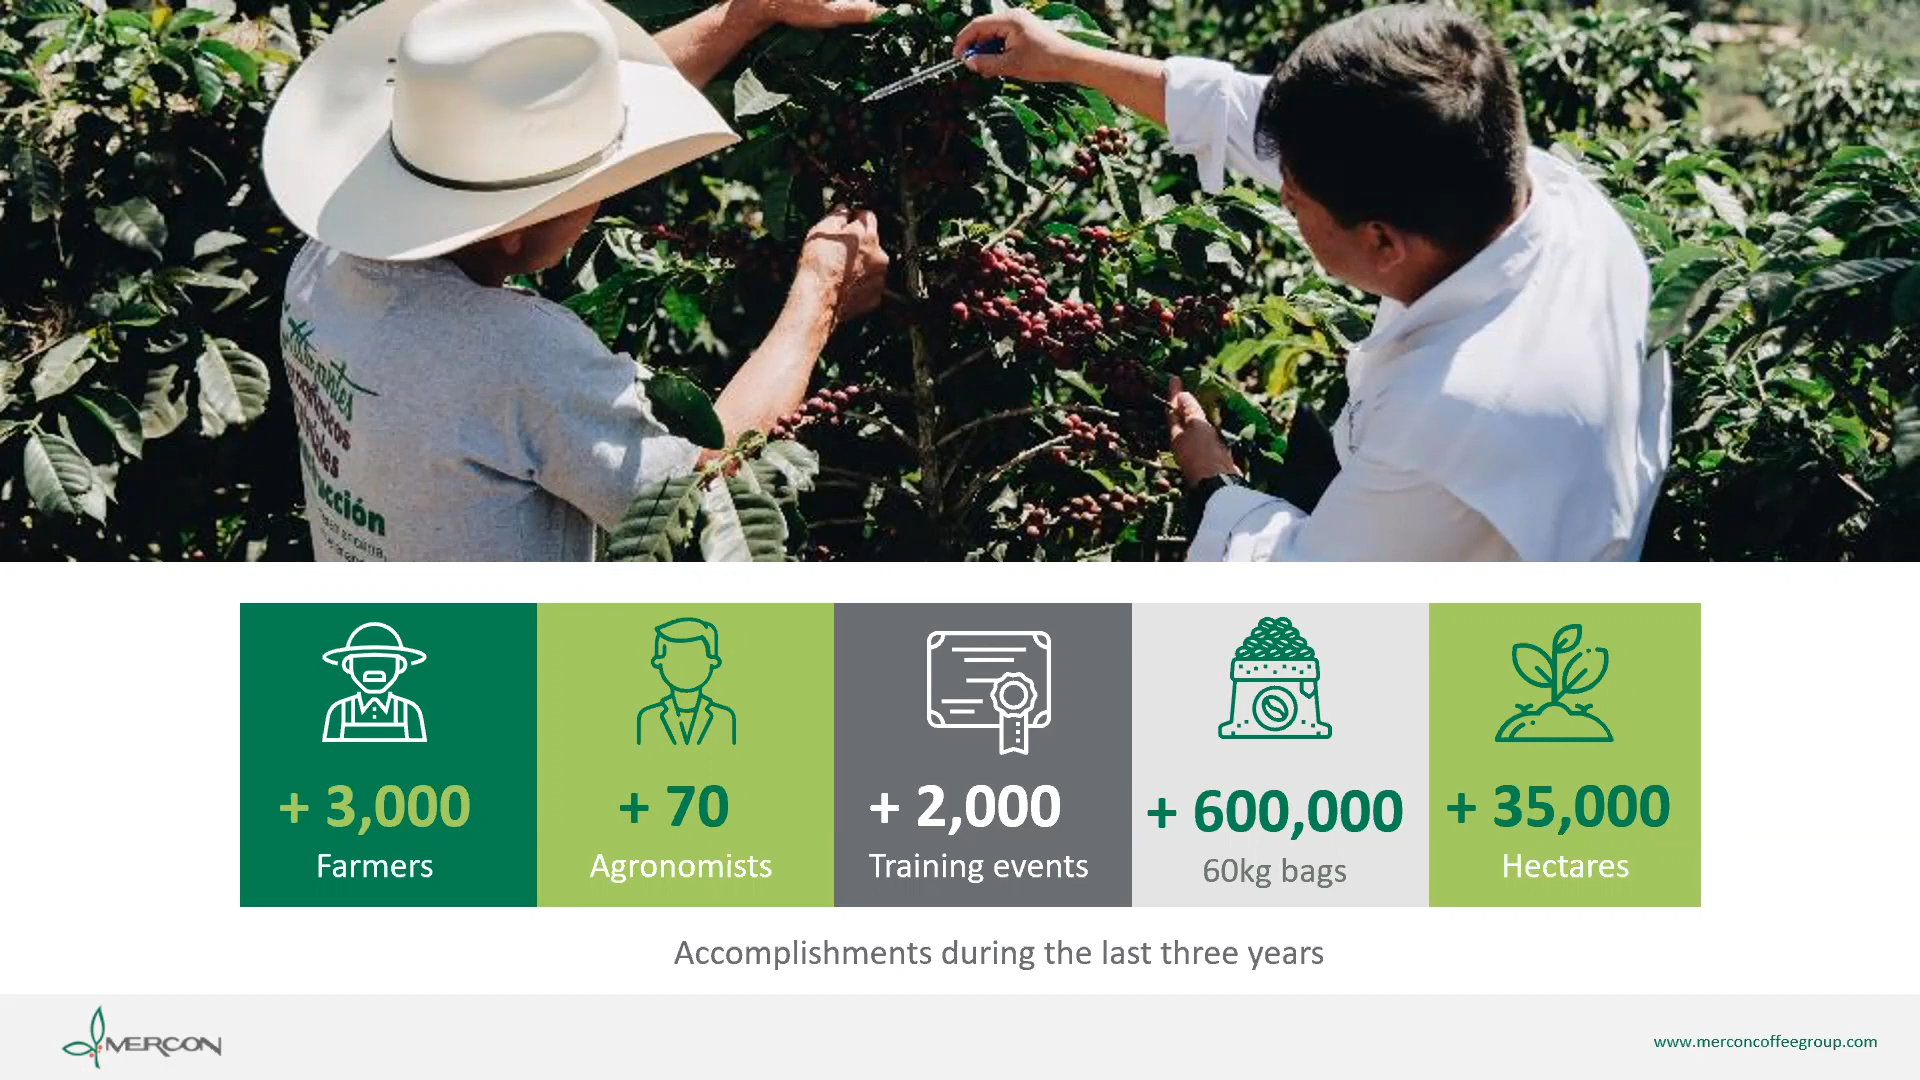 cción
+ 3,000
Farmers
+ 70
Agronomists
+ 2,000
Training events
+ 600,000
60kg bags
+ 35,000
Hectares
Accomplishments during the last three years
MERCON
www.merconcoffeegroup.com